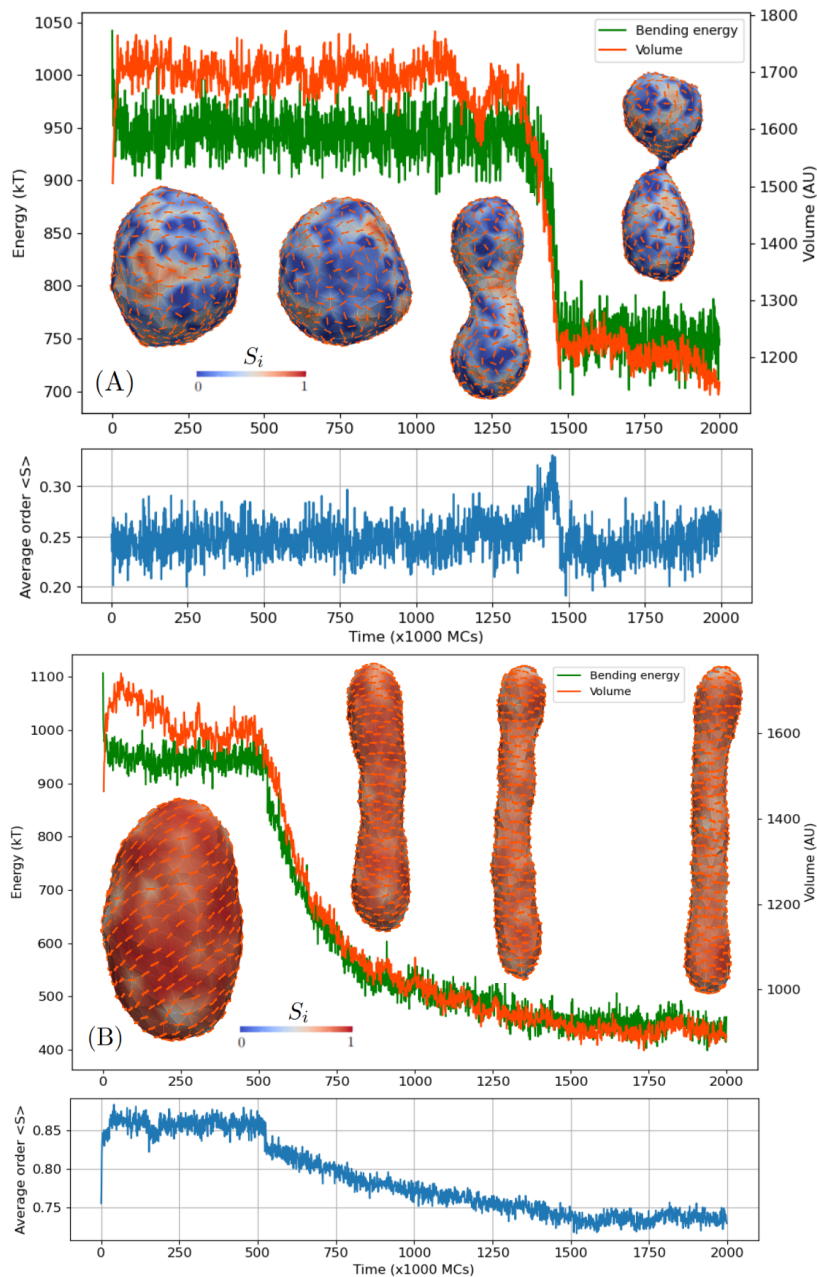 Bending energy
Volume
Energy (kT)
1050
1000
950
900
850
800
750
700
Volume (AU)
1800
1700
1600
1500
1400
1300
1200
S_i
0 1
(A)
0 250 500 750 1000 1250 1500 1750 2000
Average order <S>
0.30
0.25
0.20
0 250 500 750 1000 1250 1500 1750 2000
Time (x1000 MCs)
Bending energy
Volume
Energy (kT)
1100
1000
900
800
700
600
500
400
Volume (AU)
1600
1400
1200
1000
S_i
0 1
(B)
0 250 500 750 1000 1250 1500 1750 2000
Average order <S>
0.85
0.80
0.75
0 250 500 750 1000 1250 1500 1750 2000
Time (x1000 MCs)